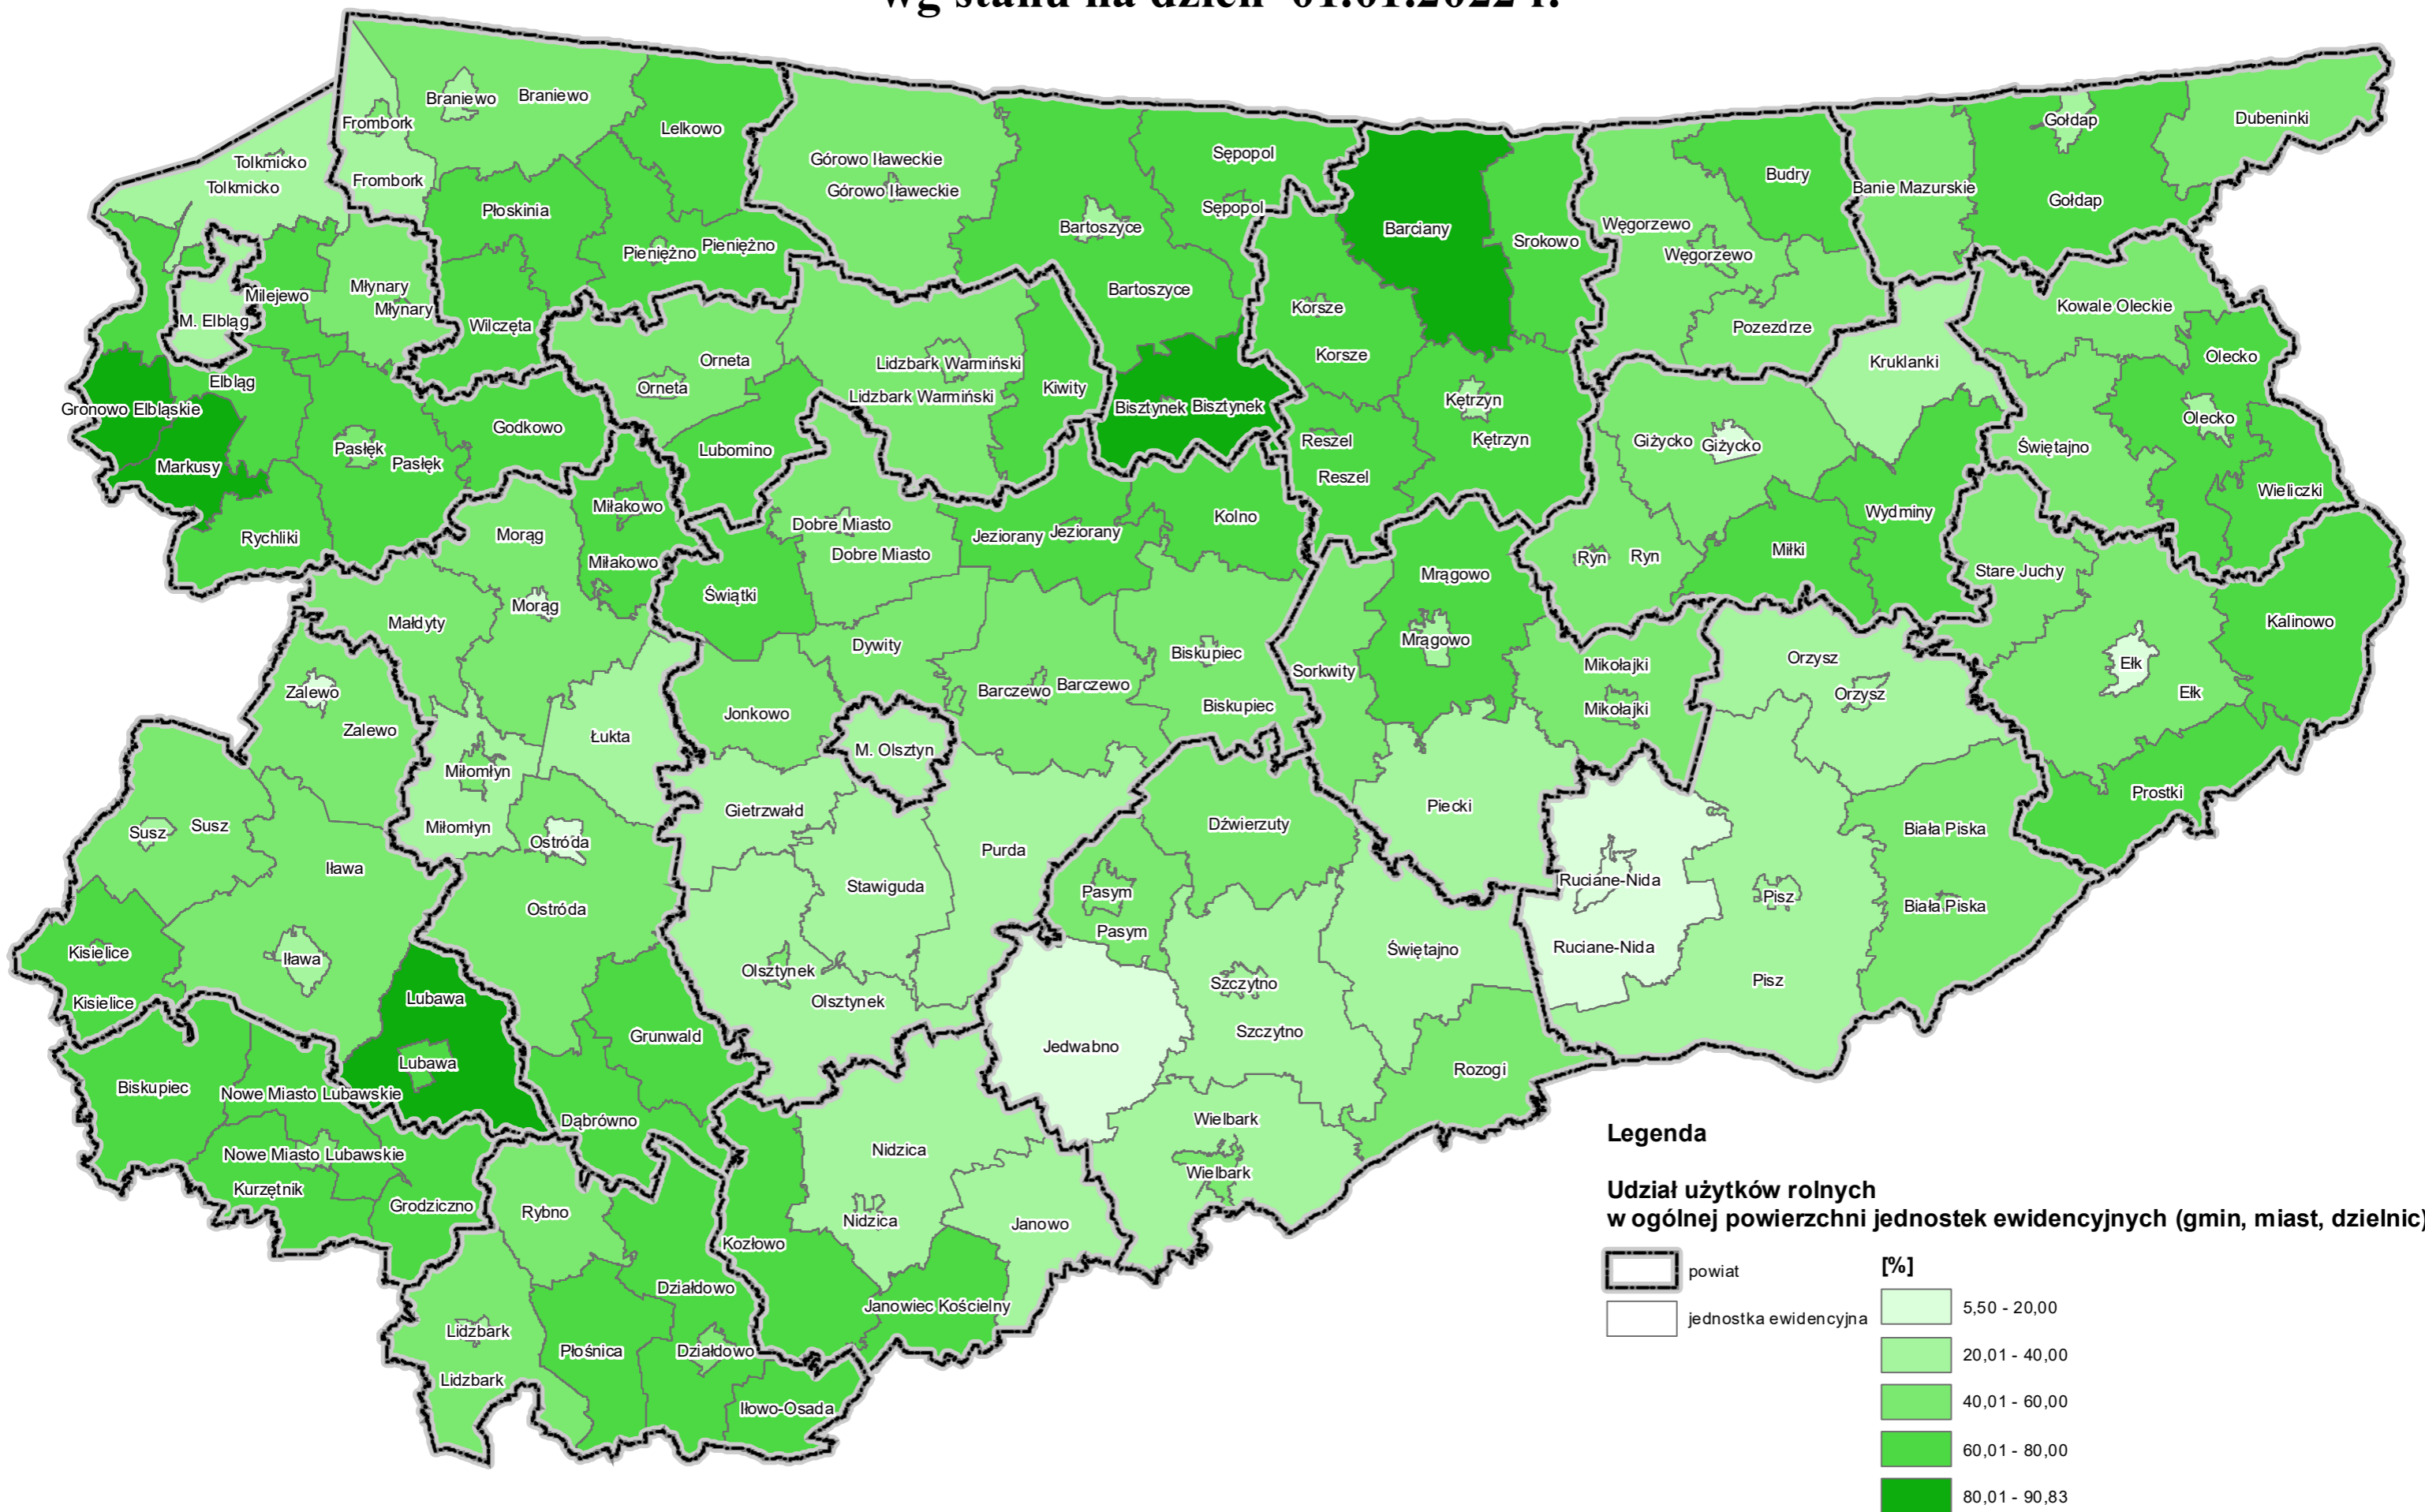 wg stanu na dzień 01.01.2022 r.
Braniewo
Braniewo
Frombork
Lelkowo
Tolkmicko
Tolkmicko
Frombork
Płoskinia
Górowo Iławeckie
Górowo Iławeckie
Sępopol
Sępopol
Bartoszyce
Barciany
Srokowo
Węgorzewo
Węgorzewo
Budry
Banie Mazurskie
Gołdap
Gołdap
Dubeninki
Pieniężno
Pieniężno
Milejewo
Młynary
Młynary
M. Elbląg
Wilczęta
Bartoszyce
Korsze
Korsze
Pozezdrze
Kruklanki
Kowale Oleckie
Olecko
Olecko
Orneta
Orneta
Lidzbark Warmiński
Lidzbark Warmiński
Kiwity
Bisztynek
Bisztynek
Elbląg
Gronowo Elbląskie
Markusy
Pasłęk
Pasłęk
Godkowo
Lubomino
Reszel
Reszel
Kętrzyn
Kętrzyn
Giżycko
Giżycko
Świętajno
Wieliczki
Rychliki
Morąg
Morąg
Miłakowo
Miłakowo
Dobre Miasto
Dobre Miasto
Jeziorany
Jeziorany
Kolno
Wydminy
Miłki
Ryn
Ryn
Mrągowo
Mrągowo
Stare Juchy
Kalinowo
Małdyty
Świątki
Dywity
Biskupiec
Biskupiec
Sorkwity
Mikołajki
Mikołajki
Orzysz
Orzysz
Ełk
Ełk
Zalewo
Zalewo
Łukta
Jonkowo
Barczewo
Barczewo
M. Olsztyn
Miłomłyn
Miłomłyn
Gietrzwałd
Piecki
Prostki
Susz
Susz
Iława
Iława
Ostróda
Ostróda
Purda
Dźwierzuty
Biała Piska
Biała Piska
Stawiguda
Pasym
Pasym
Ruciane-Nida
Ruciane-Nida
Pisz
Pisz
Kisielice
Kisielice
Lubawa
Lubawa
Olsztynek
Olsztynek
Szczytno
Szczytno
Świętajno
Grunwald
Jedwabno
Rozogi
Biskupiec
Nowe Miasto Lubawskie
Nowe Miasto Lubawskie
Dąbrówno
Wielbark
Wielbark
Kurzętnik
Grodziczno
Rybno
Nidzica
Nidzica
Janowo
Kozłowo
Działdowo
Działdowo
Janowiec Kościelny
Lidzbark
Lidzbark
Płośnica
Iłowo-Osada
Legenda
Udział użytków rolnych
w ogólnej powierzchni jednostek ewidencyjnych (gmin, miast, dzielnic)
powiat
jednostka ewidencyjna
[%]
5,50 - 20,00
20,01 - 40,00
40,01 - 60,00
60,01 - 80,00
80,01 - 90,83